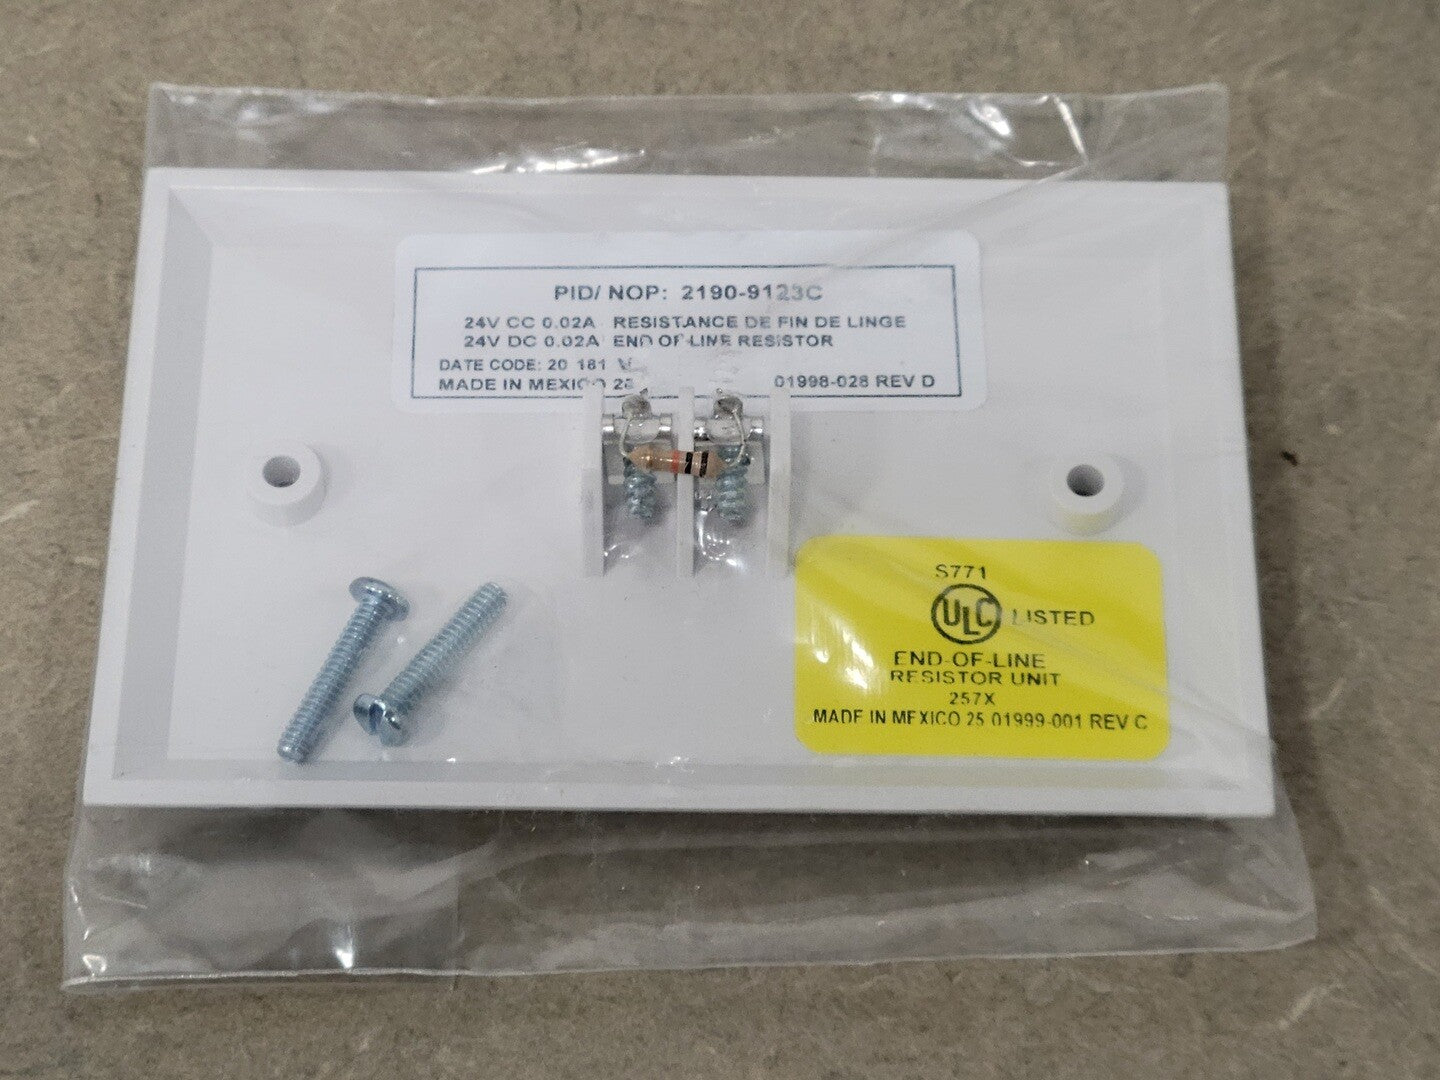 PID/ NOP: 2190-9123C
24V CC 0.02A RESISTANCE DE FIN DE LINGE
24V DC 0.02A END OF-LINE RESISTOR
DATE CODE: 20 181
MADE IN MEXICO 25 01998-028 REV D
S771
ULC LISTED
END-OF-LINE
RESISTOR UNIT
257X
MADE IN MEXICO 25 01999-001 REV C